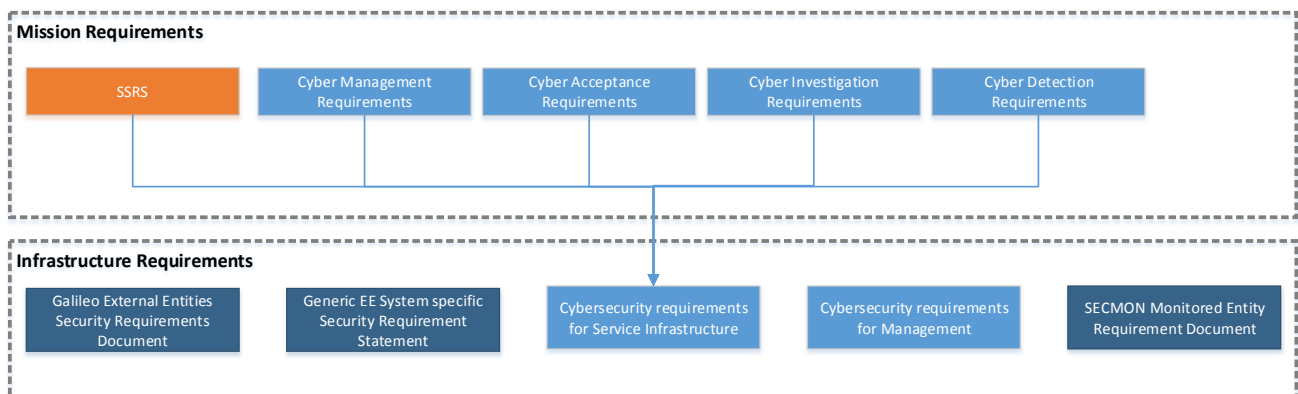 Mission Requirements
SSRS
Cyber Management
Requirements
Cyber Acceptance
Requirements
Cyber Investigation
Requirements
Cyber Detection
Requirements
Infrastructure Requirements
Galileo External Entities
Security Requirements
Document
Generic EE System specific
Security Requirement
Statement
Cybersecurity requirements
for Service Infrastructure
Cybersecurity requirements
for Management
SECMON Monitored Entity
Requirement Document